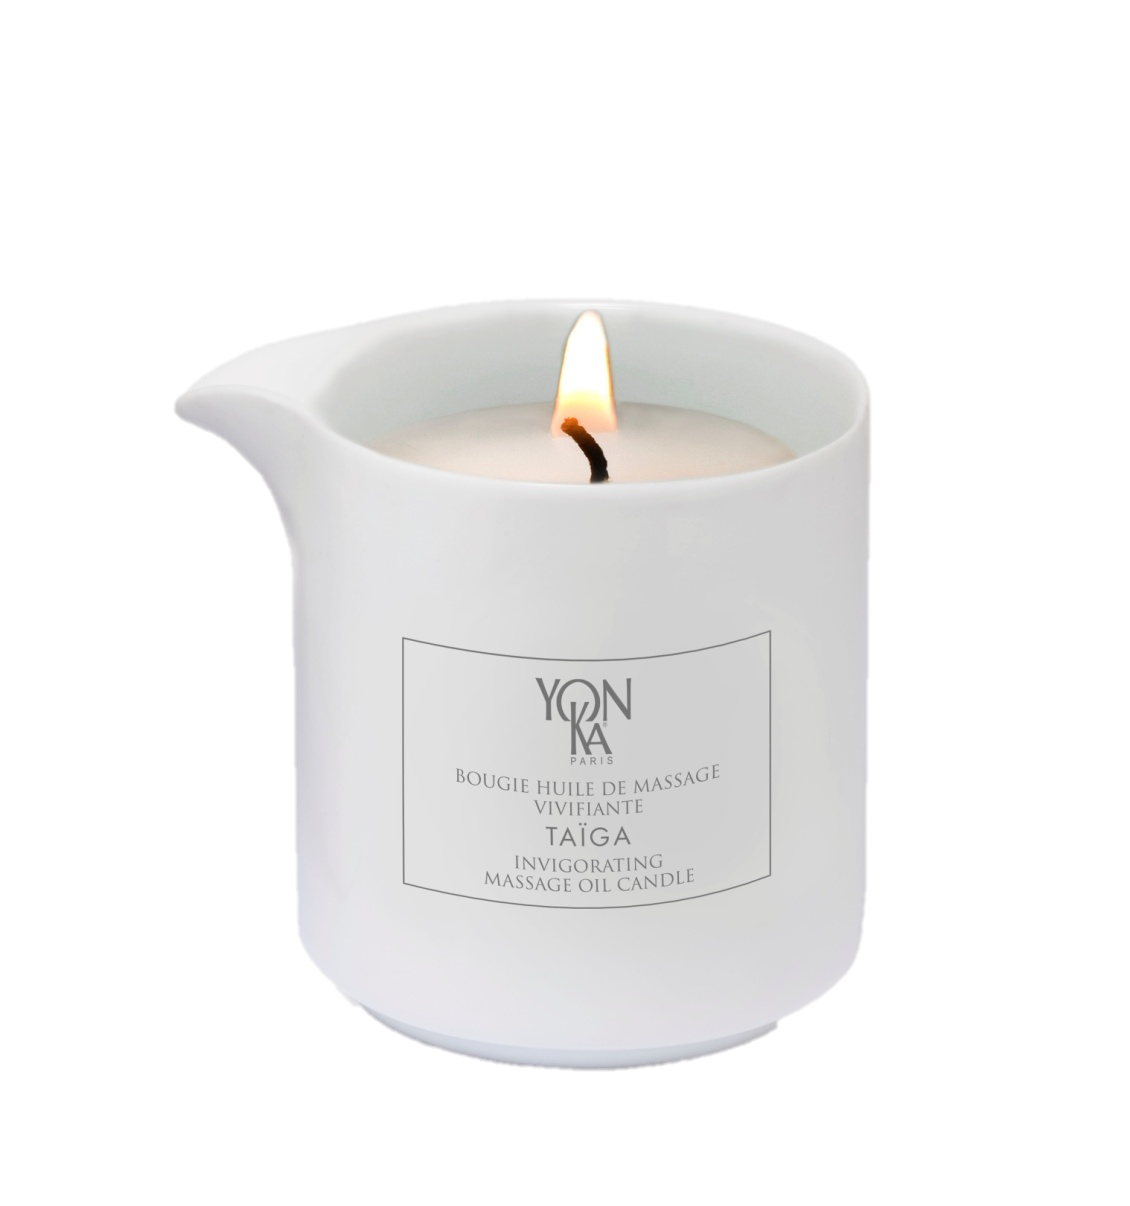 YON
KA®
PARIS
BOUGIE HUILE DE MASSAGE
VIVIFIANTE
TAÏGA
INVIGORATING
MASSAGE OIL CANDLE